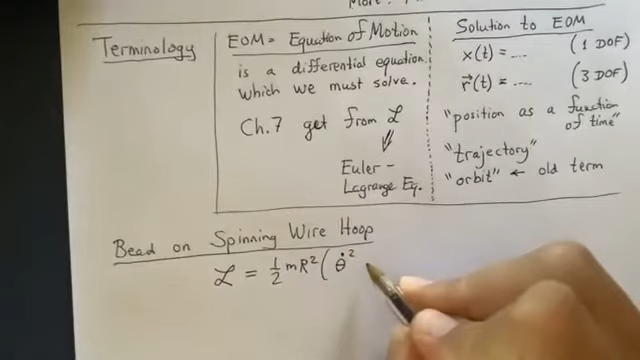 Terminology
EOM = Equation of Motion
is a differential equation
which we must solve.
Ch.7 get from ℒ
⇓
Euler-
Lagrange Eq.
Solution to EOM
x(t) = .... (1 DOF)
r⃗(t) = .... (3 DOF)
"position as a function
of time"
"trajectory"
"orbit" ← old term
Bead on Spinning Wire Hoop
ℒ = ½ mR² ( θ̇²